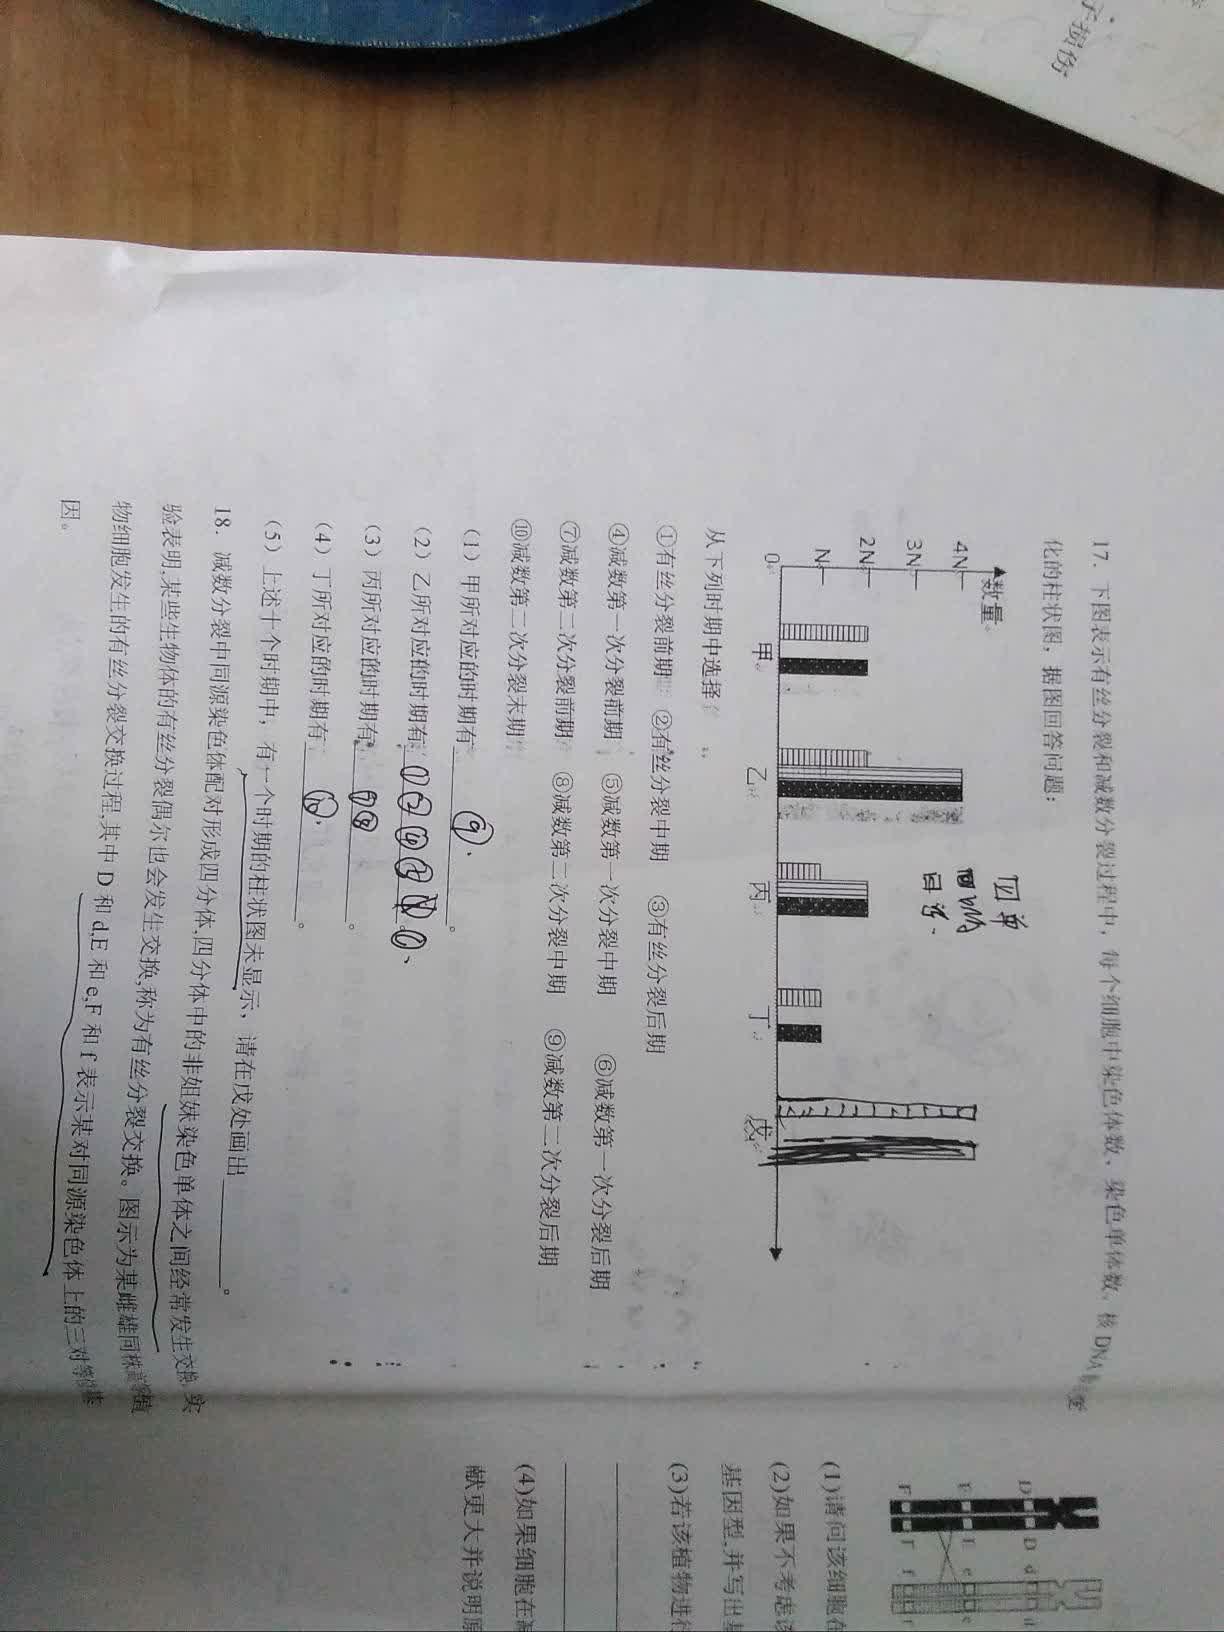 17. 下图表示有丝分裂和减数分裂过程中，每个细胞中染色体数、染色单体数、核DNA
化的柱状图，据图回答问题：
数量
4N
3N
2N
N
0
甲 乙 丙 丁 戊
从下列时期中选择
①有丝分裂前期 ②有丝分裂中期 ③有丝分裂后期
④减数第一次分裂前期 ⑤减数第一次分裂中期 ⑥减数第一次分裂后期
⑦减数第二次分裂前期 ⑧减数第二次分裂中期 ⑨减数第二次分裂后期
⑩减数第二次分裂末期
（1）甲所对应的时期有 ⑨、 。
（2）乙所对应的时期有
（3）丙所对应的时期有 ⑦⑧ 。
（4）丁所对应的时期有 ⑩, 。
（5）上述十个时期中，有一个时期的柱状图未显示，请在戊处画出 。
18. 减数分裂中同源染色体配对形成四分体,四分体中的非姐妹染色单体之间经常发生交换,实
验表明,某些生物体的有丝分裂偶尔也会发生交换,称为有丝分裂交换。图示为某雌雄同株
物细胞发生的有丝分裂交换过程,其中D和d,E和e,F和f表示某对同源染色体上的三对等位基
因。
D D d d
E E e e
F F f f
(1)请问该细胞在
(2)如果不考虑该
基因型,并写出基
(3)若该植物进行
(4)如果细胞在减
献更大并说明原
子损伤